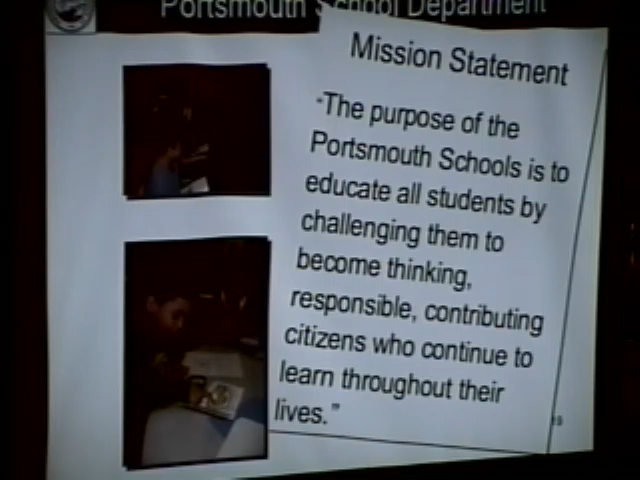 Portsmouth School Department
Mission Statement
"The purpose of the
Portsmouth Schools is to
educate all students by
challenging them to
become thinking,
responsible, contributing
citizens who continue to
learn throughout their
lives."